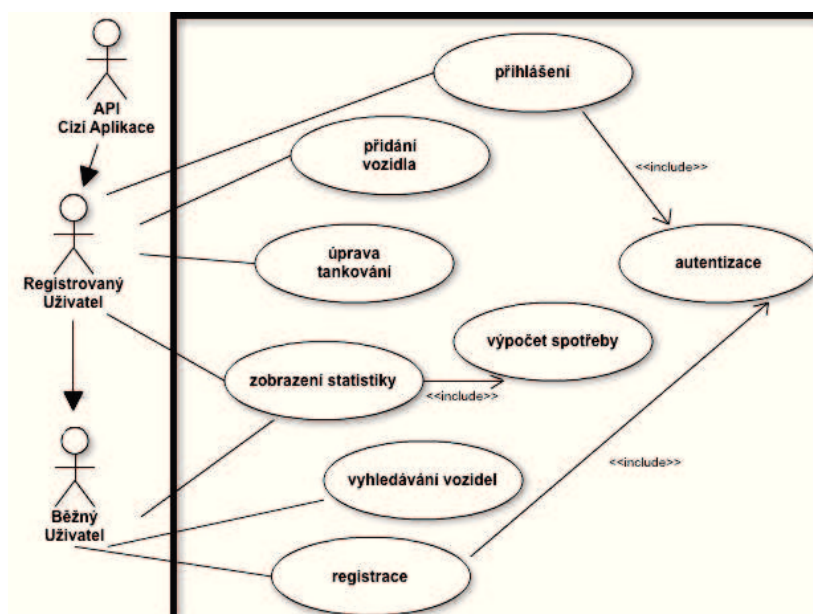 API
Cizí Aplikace
přihlášení
přidání
vozidla
<<include>>
Registrovaný
Uživatel
úprava
tankování
autentizace
výpočet spotřeby
zobrazení statistiky
<<include>>
Běžný
Uživatel
vyhledávání vozidel
<<include>>
registrace